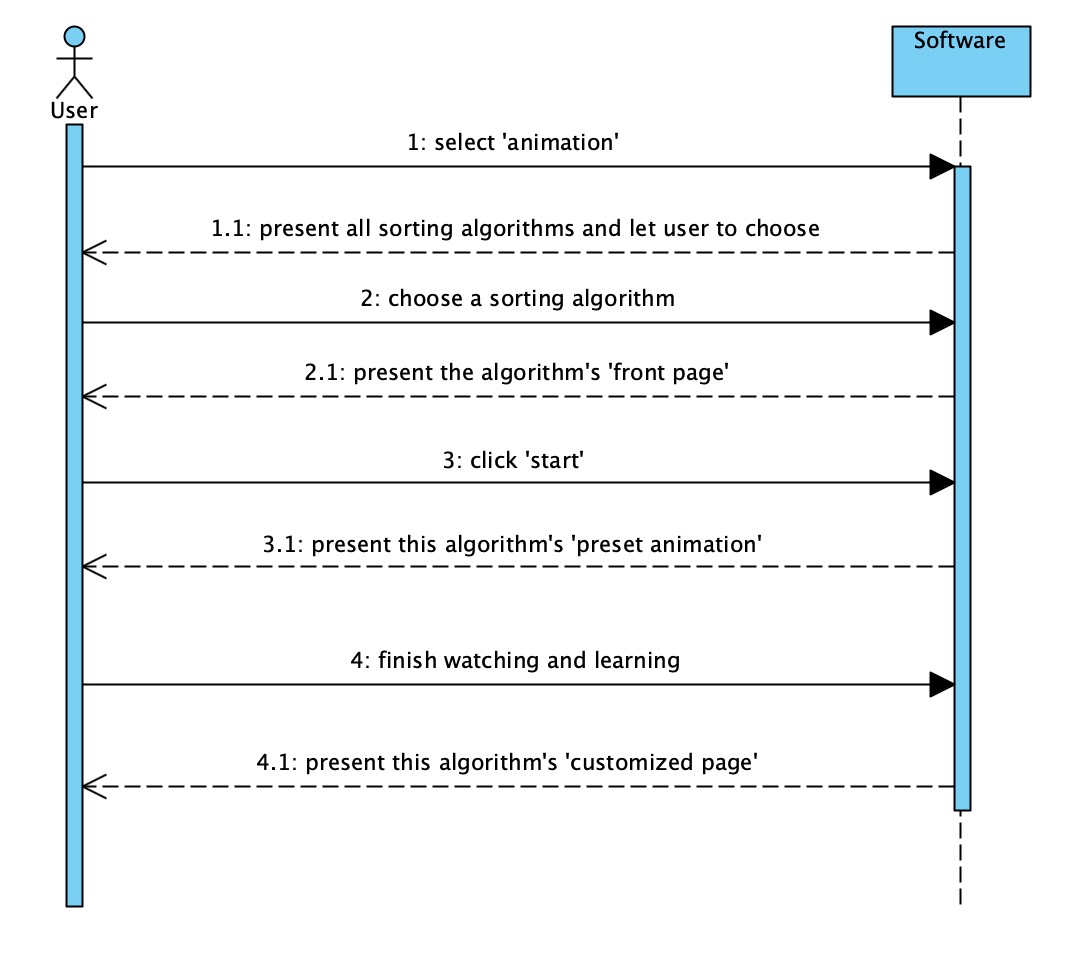 User
Software
1: select 'animation'
1.1: present all sorting algorithms and let user to choose
2: choose a sorting algorithm
2.1: present the algorithm's 'front page'
3: click 'start'
3.1: present this algorithm's 'preset animation'
4: finish watching and learning
4.1: present this algorithm's 'customized page'